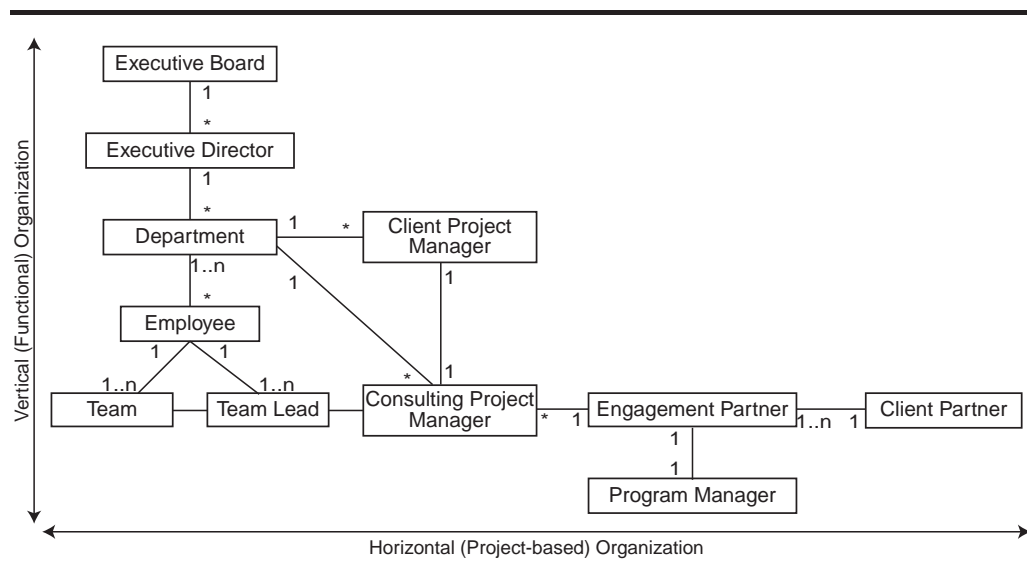 Executive Board
1
*
Executive Director
1
*
Department
1
*
Client Project
Manager
1..n
1
1
*
Employee
1
1
1..n
1..n
*
1
Team
Team Lead
Consulting Project
Manager
*
1
Engagement Partner
1..n
1
Client Partner
1
1
Program Manager
Vertical (Functional) Organization
Horizontal (Project-based) Organization